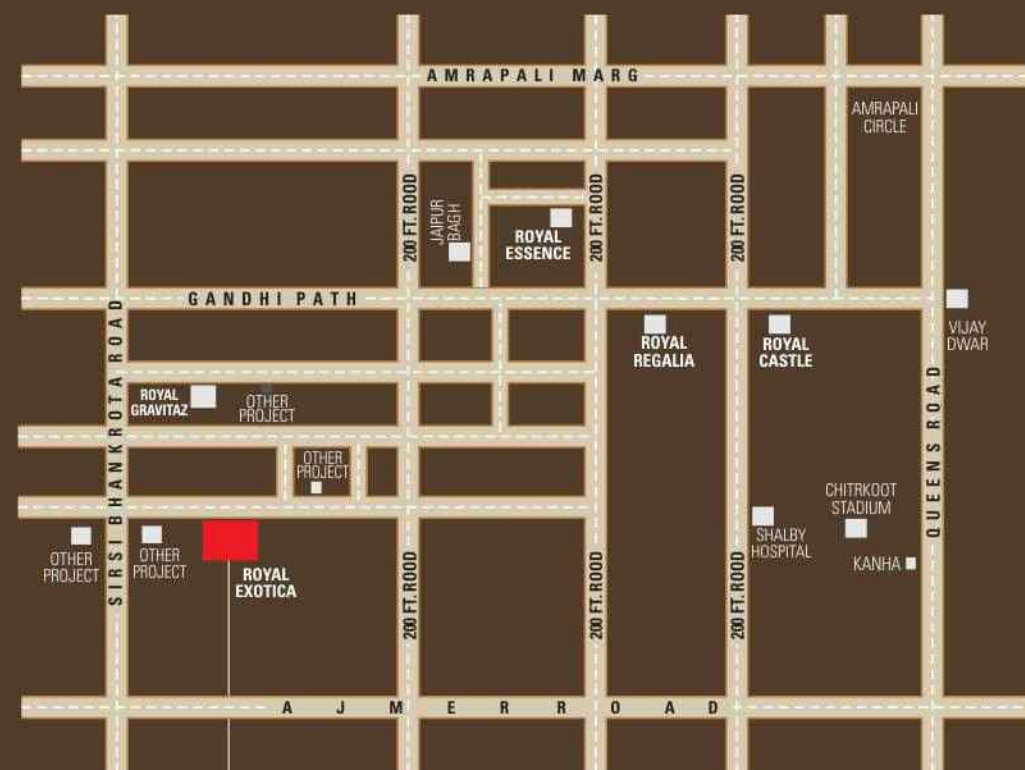 AMRAPALI MARG
AMRAPALI
CIRCLE
200 FT. ROOD
200 FT. ROOD
200 FT. ROOD
JAIPUR
BAGH
ROYAL
ESSENCE
GANDHI PATH
VIJAY
DWAR
ROYAL
REGALIA
ROYAL
CASTLE
SIRSI BHANKROTA ROAD
ROYAL
GRAVITAZ
OTHER
PROJECT
QUEENS ROAD
OTHER
PROJECT
CHITRKOOT
STADIUM
SHALBY
HOSPITAL
KANHA
OTHER
PROJECT
OTHER
PROJECT
ROYAL
EXOTICA
200 FT. ROOD
200 FT. ROOD
200 FT. ROOD
AJMER ROAD